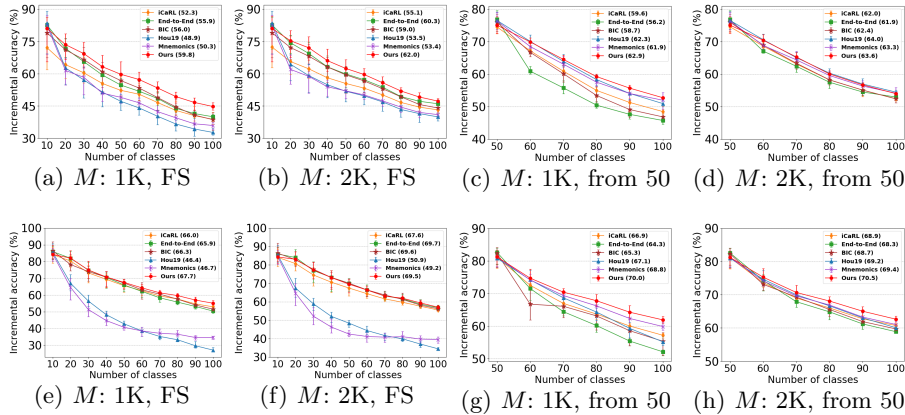 iCaRL (52.3)
End-to-End (55.9)
BIC (56.0)
Hou19 (48.9)
Mnemonics (50.3)
Ours (59.8)
Incremental accuracy (%)
90
75
60
45
30
10 20 30 40 50 60 70 80 90 100
Number of classes
(a) M: 1K, FS
iCaRL (55.1)
End-to-End (60.3)
BIC (59.0)
Hou19 (53.5)
Mnemonics (53.4)
Ours (62.0)
Incremental accuracy (%)
90
75
60
45
30
10 20 30 40 50 60 70 80 90 100
Number of classes
(b) M: 2K, FS
iCaRL (59.6)
End-to-End (56.2)
BIC (58.7)
Hou19 (62.3)
Mnemonics (61.9)
Ours (62.9)
Incremental accuracy (%)
80
70
60
50
40
50 60 70 80 90 100
Number of classes
(c) M: 1K, from 50
iCaRL (62.0)
End-to-End (61.9)
BIC (62.4)
Hou19 (64.0)
Mnemonics (63.3)
Ours (63.6)
Incremental accuracy (%)
80
70
60
50
40
50 60 70 80 90 100
Number of classes
(d) M: 2K, from 50
iCaRL (66.0)
End-to-End (65.9)
BIC (66.3)
Hou19 (46.4)
Mnemonics (46.7)
Ours (67.7)
Incremental accuracy (%)
100
90
80
70
60
50
40
30
10 20 30 40 50 60 70 80 90 100
Number of classes
(e) M: 1K, FS
iCaRL (67.6)
End-to-End (69.7)
BIC (69.6)
Hou19 (50.9)
Mnemonics (49.2)
Ours (69.5)
Incremental accuracy (%)
100
90
80
70
60
50
40
30
10 20 30 40 50 60 70 80 90 100
Number of classes
(f) M: 2K, FS
iCaRL (66.9)
End-to-End (64.3)
BIC (65.3)
Hou19 (67.1)
Mnemonics (68.8)
Ours (70.0)
Incremental accuracy (%)
90
80
70
60
50
50 60 70 80 90 100
Number of classes
(g) M: 1K, from 50
iCaRL (68.9)
End-to-End (68.3)
BIC (68.7)
Hou19 (69.2)
Mnemonics (69.4)
Ours (70.5)
Incremental accuracy (%)
90
80
70
60
50
50 60 70 80 90 100
Number of classes
(h) M: 2K, from 50